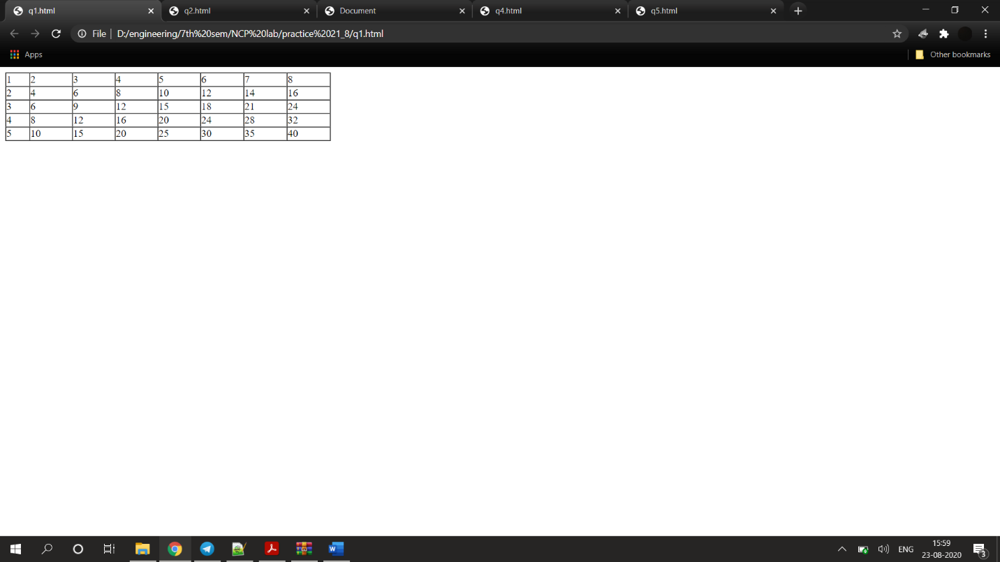 q1.html q2.html Document q4.html q5.html
File D:/engineering/7th%20sem/NCP%20lab/practice%2021_8/q1.html
Apps Other bookmarks
1 2 3 4 5 6 7 8
2 4 6 8 10 12 14 16
3 6 9 12 15 18 21 24
4 8 12 16 20 24 28 32
5 10 15 20 25 30 35 40
W ENG 15:59
23-08-2020 3